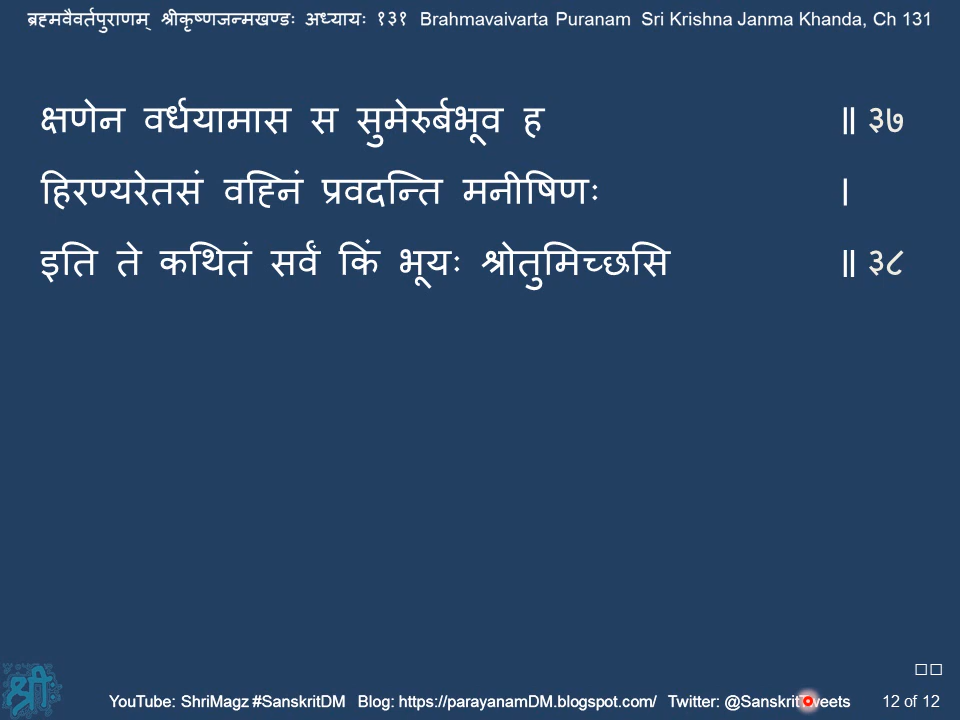 ब्रह्मवैवर्तपुराणम् श्रीकृष्णजन्मखण्डः अध्यायः १३१ Brahmavaivarta Puranam Sri Krishna Janma Khanda, Ch 131
क्षणेन वर्धयामास स सुमेरुर्बभूव ह ॥ ३७
हिरण्यरेतसं वह्निं प्रवदन्ति मनीषिणः ।
इति ते कथितं सर्वं किं भूयः श्रोतुमिच्छसि ॥ ३८
श्रीः
YouTube: ShriMagz #SanskritDM Blog: https://parayanamDM.blogspot.com/ Twitter: @SanskritTweets 12 of 12